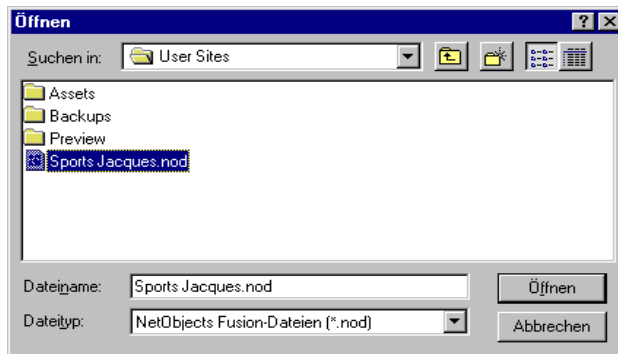 Öffnen
Suchen in: User Sites
Assets
Backups
Preview
Sports Jacques.nod
Dateiname: Sports Jacques.nod Öffnen
Dateityp: NetObjects Fusion-Dateien (*.nod) Abbrechen